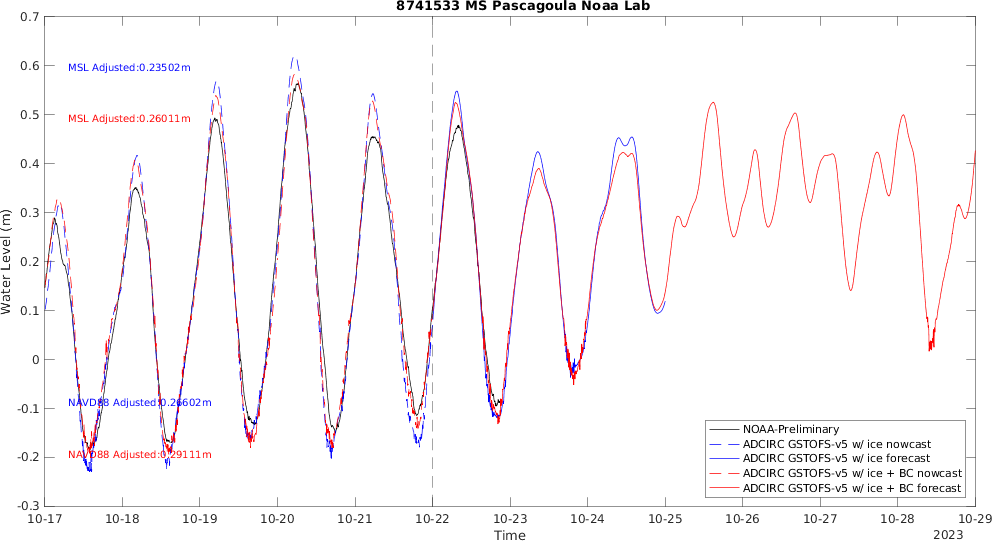 8741533 MS Pascagoula Noaa Lab
0.7
0.6
0.5
0.4
0.3
0.2
0.1
0
-0.1
-0.2
-0.3
Water Level (m)
MSL Adjusted:0.23502m
MSL Adjusted:0.26011m
NAVD88 Adjusted:0.26602m
NAVD88 Adjusted:0.29111m
NOAA-Preliminary
ADCIRC GSTOFS-v5 w/ ice nowcast
ADCIRC GSTOFS-v5 w/ ice forecast
ADCIRC GSTOFS-v5 w/ ice + BC nowcast
ADCIRC GSTOFS-v5 w/ ice + BC forecast
10-17 10-18 10-19 10-20 10-21 10-22 10-23 10-24 10-25 10-26 10-27 10-28 10-29
Time
2023